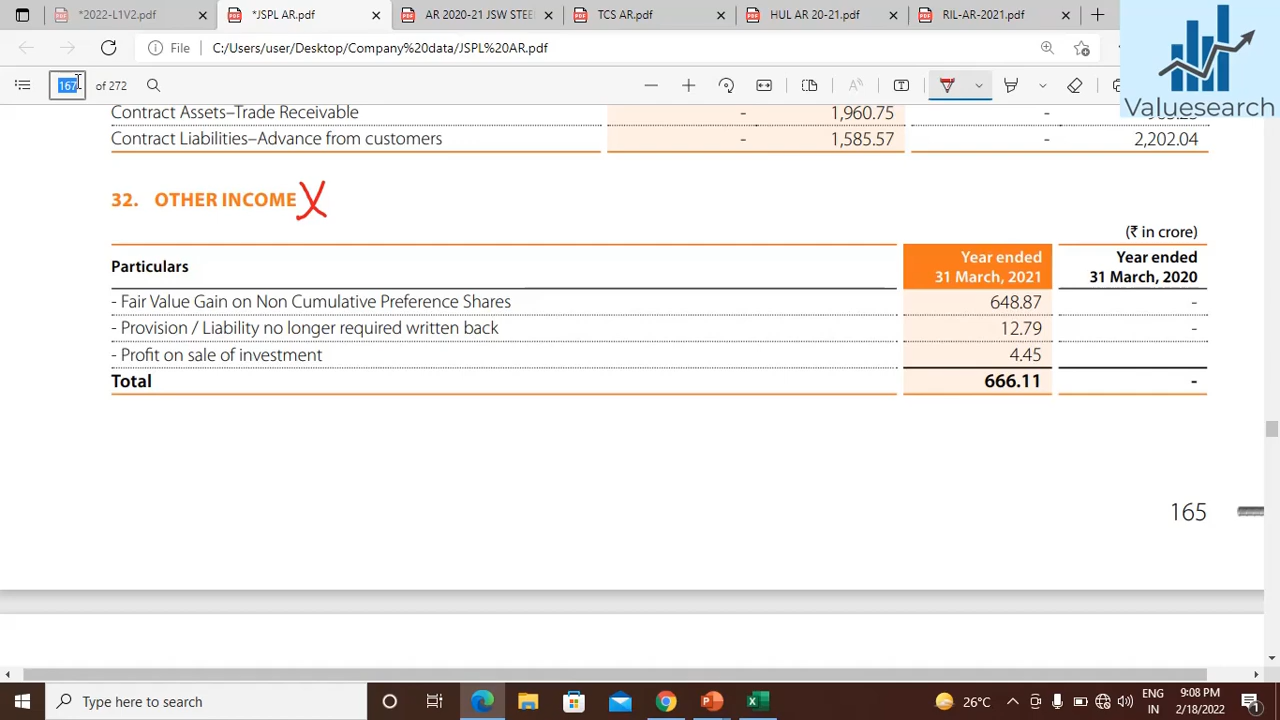 *2022-L1V2.pdf
*JSPL AR.pdf
AR 2020-21 JSW STEE
TCS AR.pdf
HUL AR 20-21.pdf
RIL-AR-2021.pdf
File C:/Users/user/Desktop/Company%20data/JSPL%20AR.pdf
167 of 272
Valuesearch
Contract Assets–Trade Receivable - 1,960.75 -
Contract Liabilities–Advance from customers - 1,585.57 - 2,202.04
32. OTHER INCOME X
(₹ in crore)
Particulars Year ended 31 March, 2021 Year ended 31 March, 2020
- Fair Value Gain on Non Cumulative Preference Shares 648.87 -
- Provision / Liability no longer required written back 12.79 -
- Profit on sale of investment 4.45
Total 666.11 -
165
Type here to search
26°C
ENG
IN
9:08 PM
2/18/2022
1